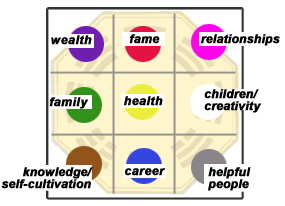 wealth
fame
relationships
family
health
children/
creativity
knowledge/
self-cultivation
career
helpful
people